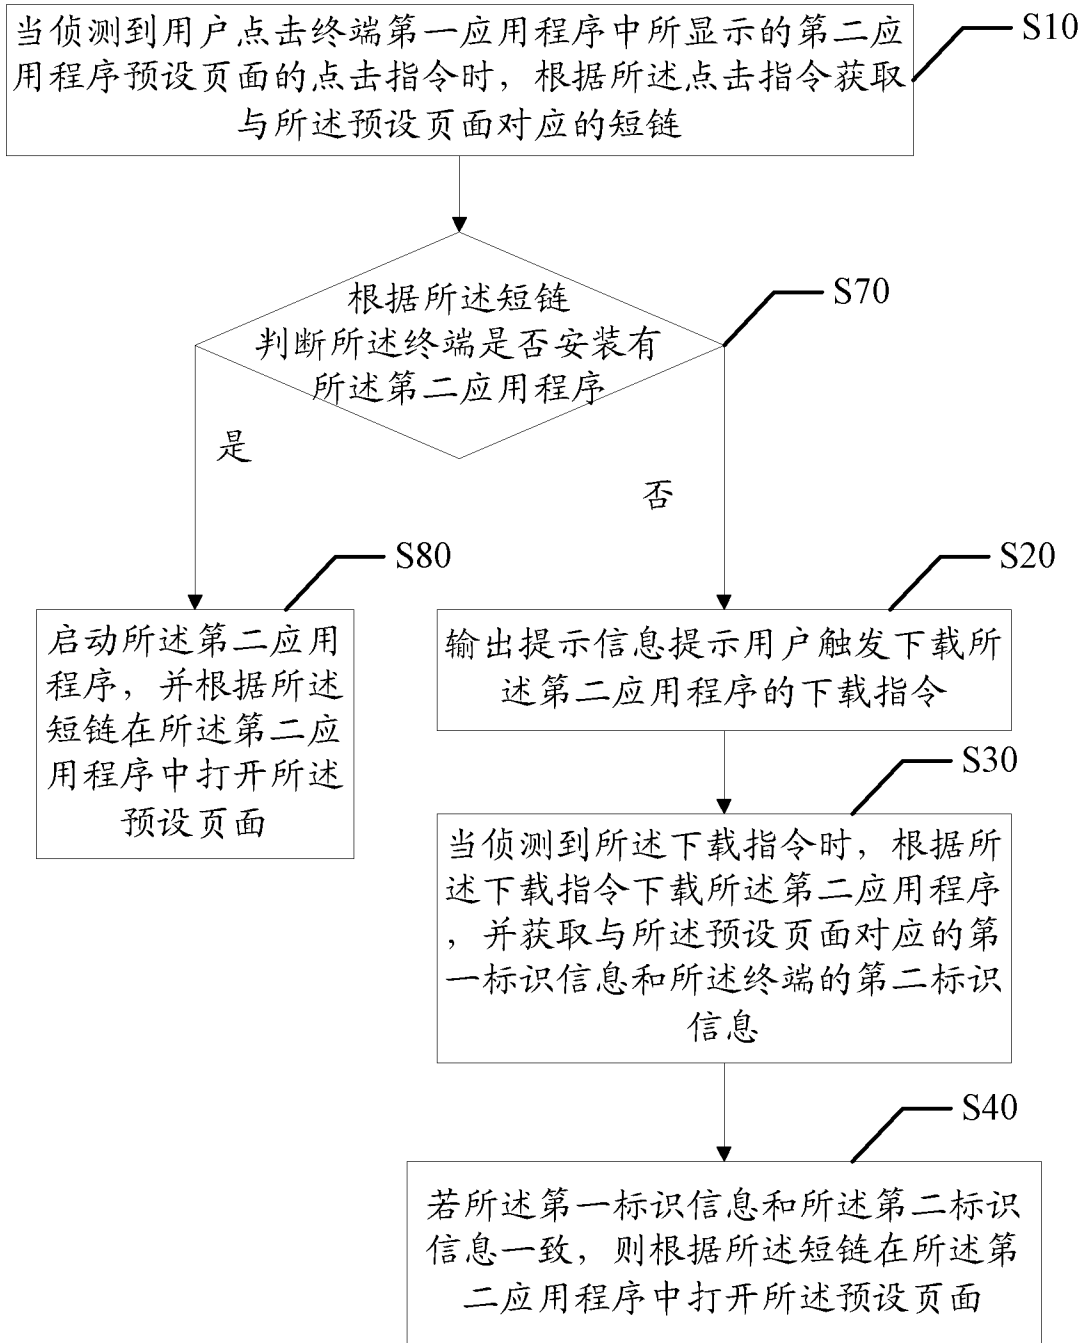 当侦测到用户点击终端第一应用程序中所显示的第二应
用程序预设页面的点击指令时，根据所述点击指令获取
与所述预设页面对应的短链
S10
根据所述短链
判断所述终端是否安装有
所述第二应用程序
S70
是
否
S80
启动所述第二应用
程序，并根据所述
短链在所述第二应
用程序中打开所述
预设页面
S20
输出提示信息提示用户触发下载所
述第二应用程序的下载指令
S30
当侦测到所述下载指令时，根据所
述下载指令下载所述第二应用程序
，并获取与所述预设页面对应的第
一标识信息和所述终端的第二标识
信息
S40
若所述第一标识信息和所述第二标识
信息一致，则根据所述短链在所述第
二应用程序中打开所述预设页面